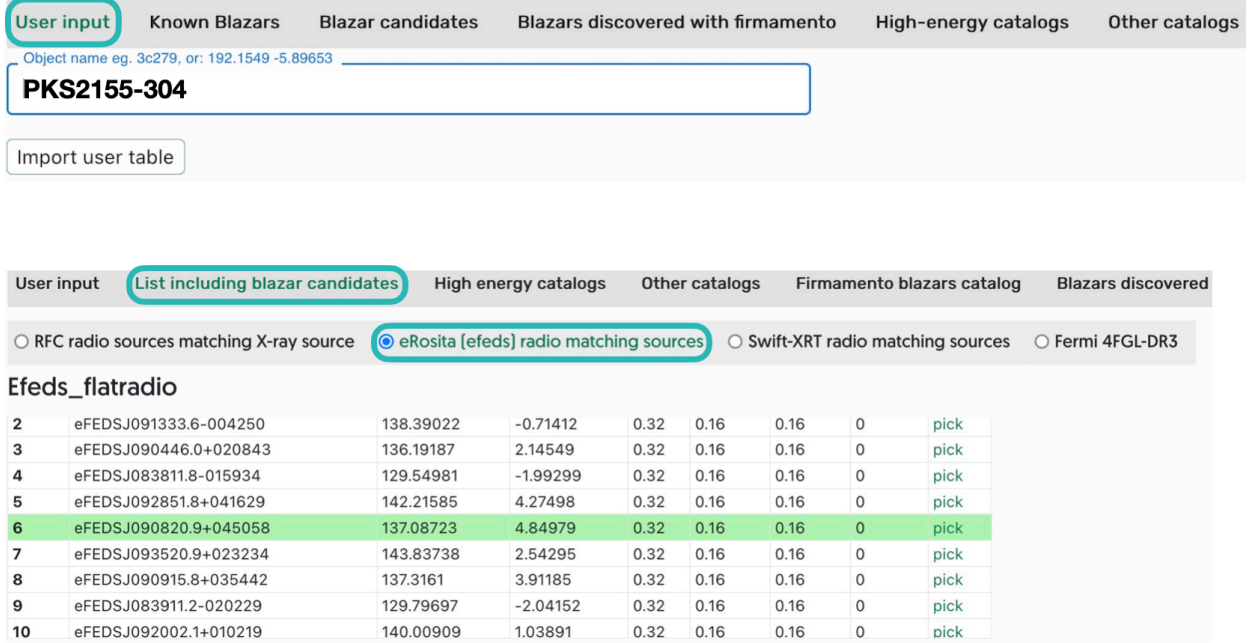 User input Known Blazars Blazar candidates Blazars discovered with firmamento High-energy catalogs Other catalogs
Object name eg. 3c279, or: 192.1549 -5.89653
PKS2155-304
Import user table
User input List including blazar candidates High energy catalogs Other catalogs Firmamento blazars catalog Blazars discovered
RFC radio sources matching X-ray source eRosita (efeds) radio matching sources Swift-XRT radio matching sources Fermi 4FGL-DR3
Efeds_flatradio
2 eFEDSJ091333.6-004250 138.39022 -0.71412 0.32 0.16 0.16 0 pick
3 eFEDSJ090446.0+020843 136.19187 2.14549 0.32 0.16 0.16 0 pick
4 eFEDSJ083811.8-015934 129.54981 -1.99299 0.32 0.16 0.16 0 pick
5 eFEDSJ092851.8+041629 142.21585 4.27498 0.32 0.16 0.16 0 pick
6 eFEDSJ090820.9+045058 137.08723 4.84979 0.32 0.16 0.16 0 pick
7 eFEDSJ093520.9+023234 143.83738 2.54295 0.32 0.16 0.16 0 pick
8 eFEDSJ090915.8+035442 137.3161 3.91185 0.32 0.16 0.16 0 pick
9 eFEDSJ083911.2-020229 129.79697 -2.04152 0.32 0.16 0.16 0 pick
10 eFEDSJ092002.1+010219 140.00909 1.03891 0.32 0.16 0.16 0 pick